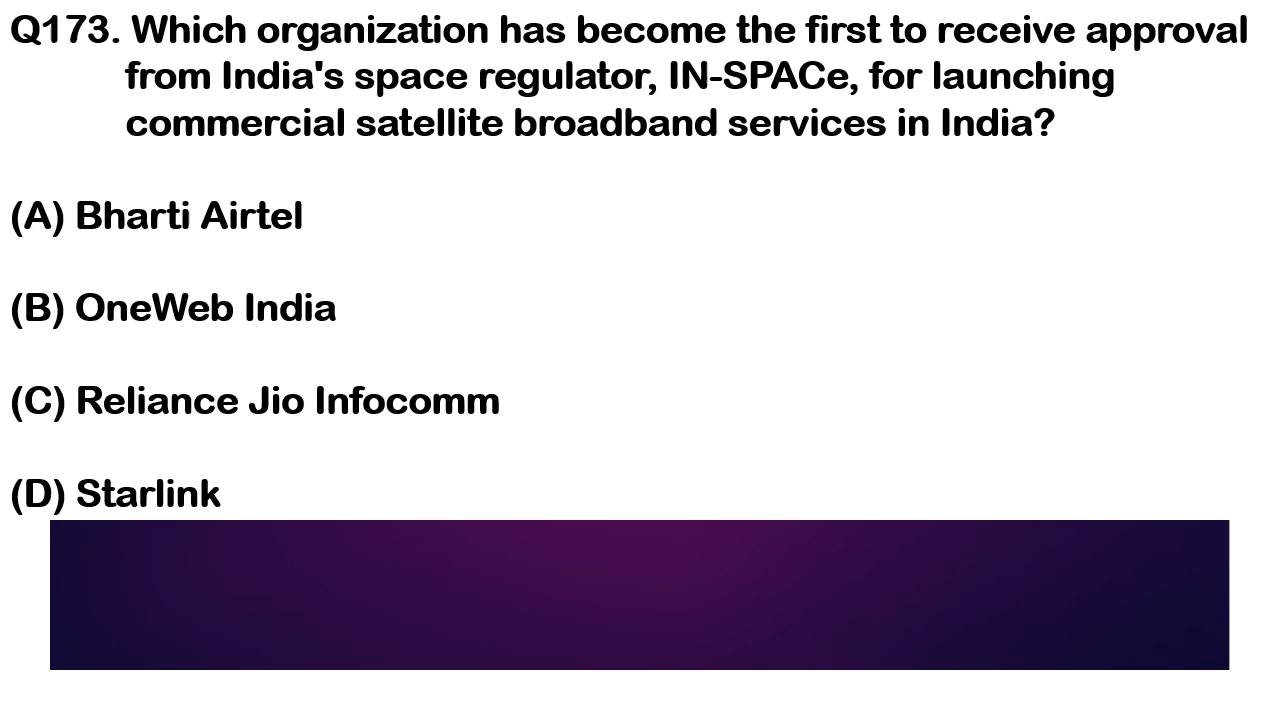 Q173. Which organization has become the first to receive approval
from India's space regulator, IN-SPACe, for launching
commercial satellite broadband services in India?
(A) Bharti Airtel
(B) OneWeb India
(C) Reliance Jio Infocomm
(D) Starlink